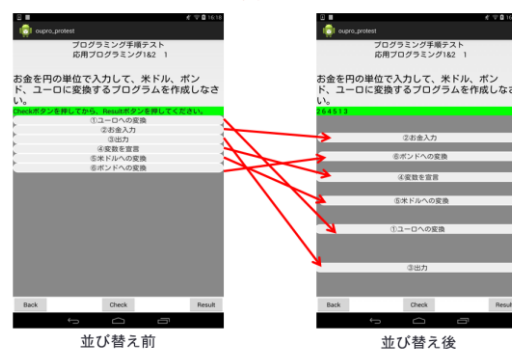 16:18
oupro_protest
プログラミング手順テスト
応用プログラミング1&2 1
お金を円の単位で入力して、米ドル、ポン
ド、ユーロに変換するプログラムを作成しなさ
い。
Checkボタンを押してから、Resultボタンを押してください。
①ユーロへの変換
②お金入力
③出力
④変数を宣言
⑤米ドルへの変換
⑥ポンドへの変換
Back Check Result
並び替え前
16:19
oupro_protest
プログラミング手順テスト
応用プログラミング1&2 1
お金を円の単位で入力して、米ドル、ポン
ド、ユーロに変換するプログラムを作成しなさ
い。
2 6 4 5 1 3
②お金入力
⑥ポンドへの変換
④変数を宣言
⑤米ドルへの変換
①ユーロへの変換
③出力
Back Check Resul
並び替え後